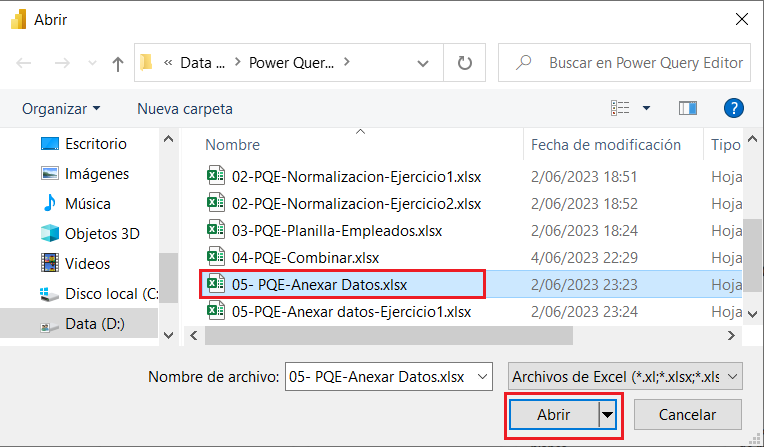 Abrir
« Data ... > Power Quer... >
Buscar en Power Query Editor
Organizar
Nueva carpeta
?
Nombre
Fecha de modificación
Tipo
Escritorio
Imágenes
Música
Objetos 3D
Videos
Disco local (C:
Data (D:)
02-PQE-Normalizacion-Ejercicio1.xlsx 2/06/2023 18:51 Hoja
02-PQE-Normalizacion-Ejercicio2.xlsx 2/06/2023 18:52 Hoja
03-PQE-Planilla-Empleados.xlsx 2/06/2023 18:24 Hoja
04-PQE-Combinar.xlsx 4/06/2023 22:29 Hoja
05- PQE-Anexar Datos.xlsx 2/06/2023 23:23 Hoja
05-PQE-Anexar datos-Ejercicio1.xlsx 2/06/2023 23:24 Hoja
Nombre de archivo: 05- PQE-Anexar Datos.xlsx
Archivos de Excel (*.xl;*.xlsx;*.xls
Abrir
Cancelar